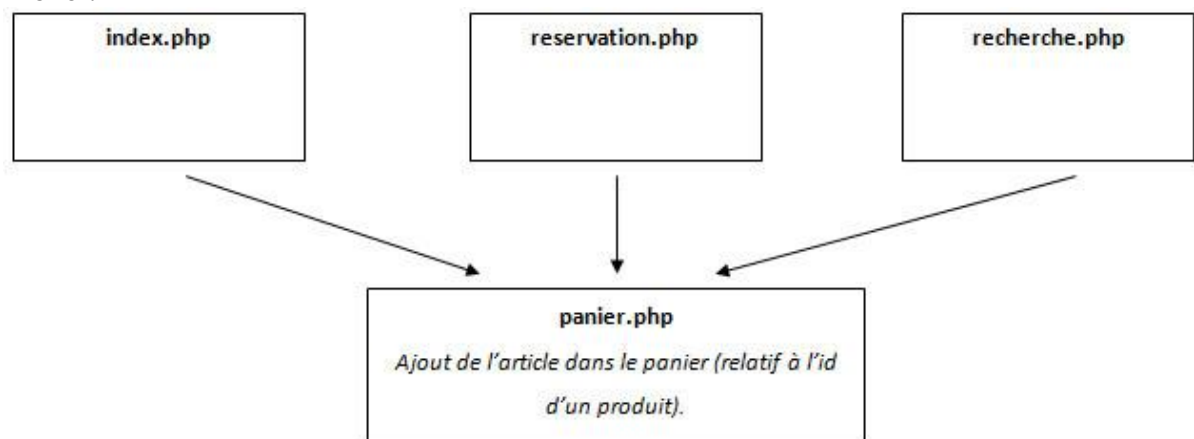 index.php
reservation.php
recherche.php
panier.php
Ajout de l'article dans le panier (relatif à l'id
d'un produit).